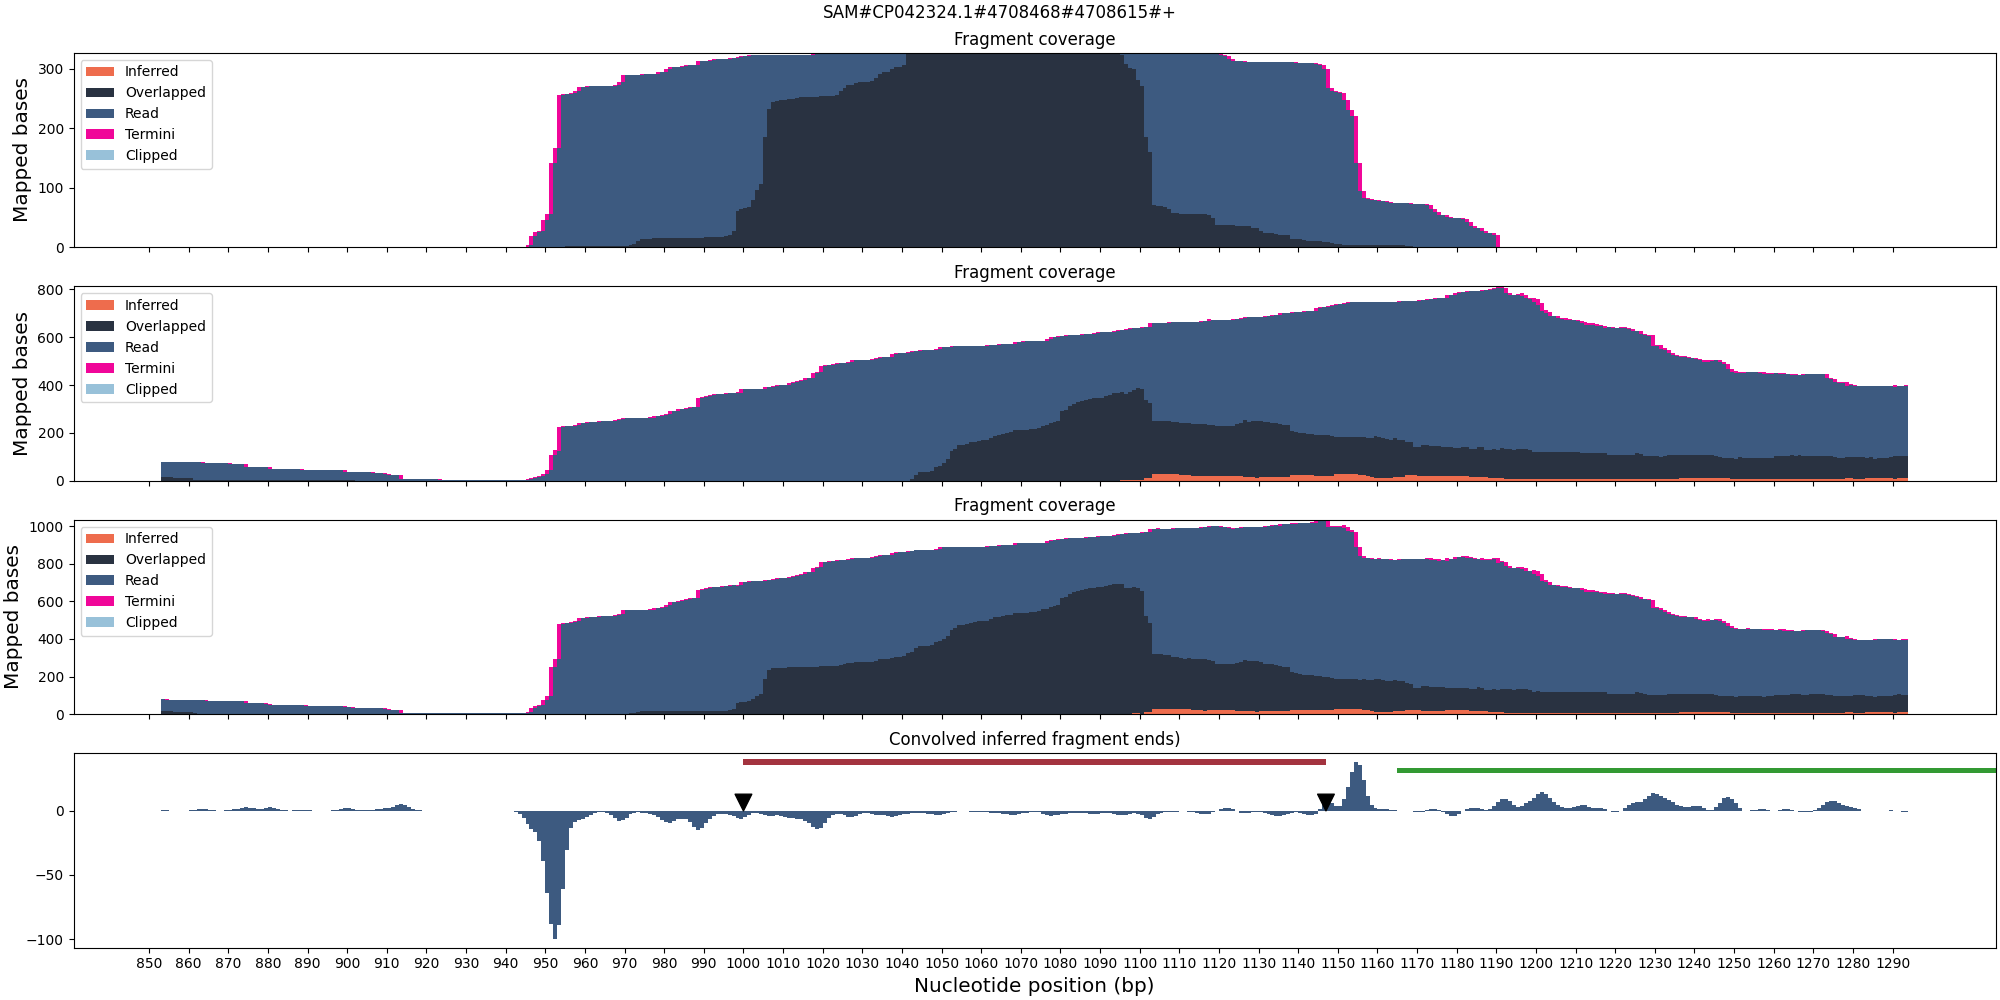 SAM#CP042324.1#4708468#4708615#+
Fragment coverage
Mapped bases
300
200
100
0
Inferred
Overlapped
Read
Termini
Clipped
Fragment coverage
Mapped bases
800
600
400
200
0
Inferred
Overlapped
Read
Termini
Clipped
Fragment coverage
Mapped bases
1000
800
600
400
200
0
Inferred
Overlapped
Read
Termini
Clipped
Convolved inferred fragment ends)
0
−50
−100
850 860 870 880 890 900 910 920 930 940 950 960 970 980 990 1000 1010 1020 1030 1040 1050 1060 1070 1080 1090 1100 1110 1120 1130 1140 1150 1160 1170 1180 1190 1200 1210 1220 1230 1240 1250 1260 1270 1280 1290
Nucleotide position (bp)